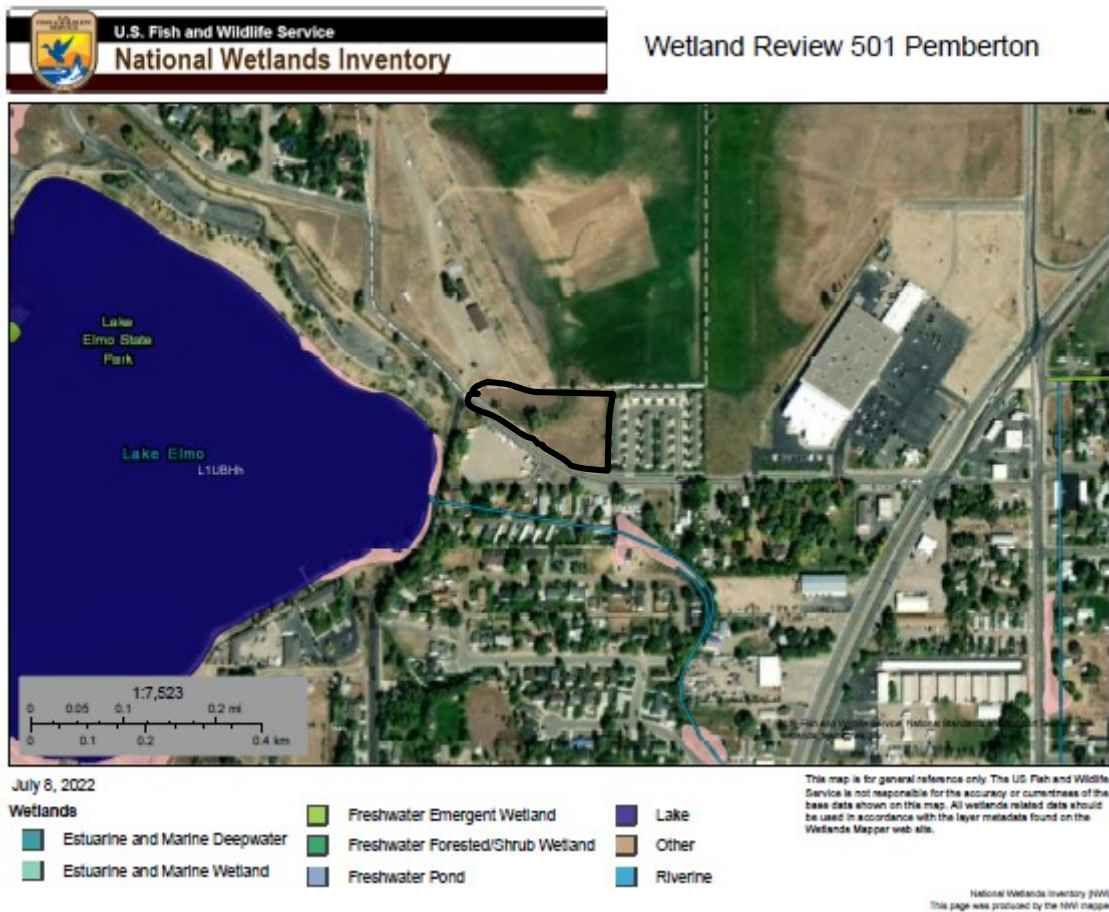 U.S. Fish and Wildlife Service
National Wetlands Inventory
Wetland Review 501 Pemberton
Lake
Elmo State
Park
Lake Elmo
L1UBHh
1:7,523
0 0.05 0.1 0.2 mi
0 0.1 0.2 0.4 km
July 8, 2022
Wetlands
Estuarine and Marine Deepwater
Estuarine and Marine Wetland
Freshwater Emergent Wetland
Freshwater Forested/Shrub Wetland
Freshwater Pond
Lake
Other
Riverine
This map is for general reference only. The US Fish and Wildlife
Service is not responsible for the accuracy or currentness of the
base data shown on this map. All wetlands related data should
be used in accordance with the layer metadata found on the
Wetlands Mapper web site.
National Wetlands Inventory (NWI
This page was produced by the NWI mappe